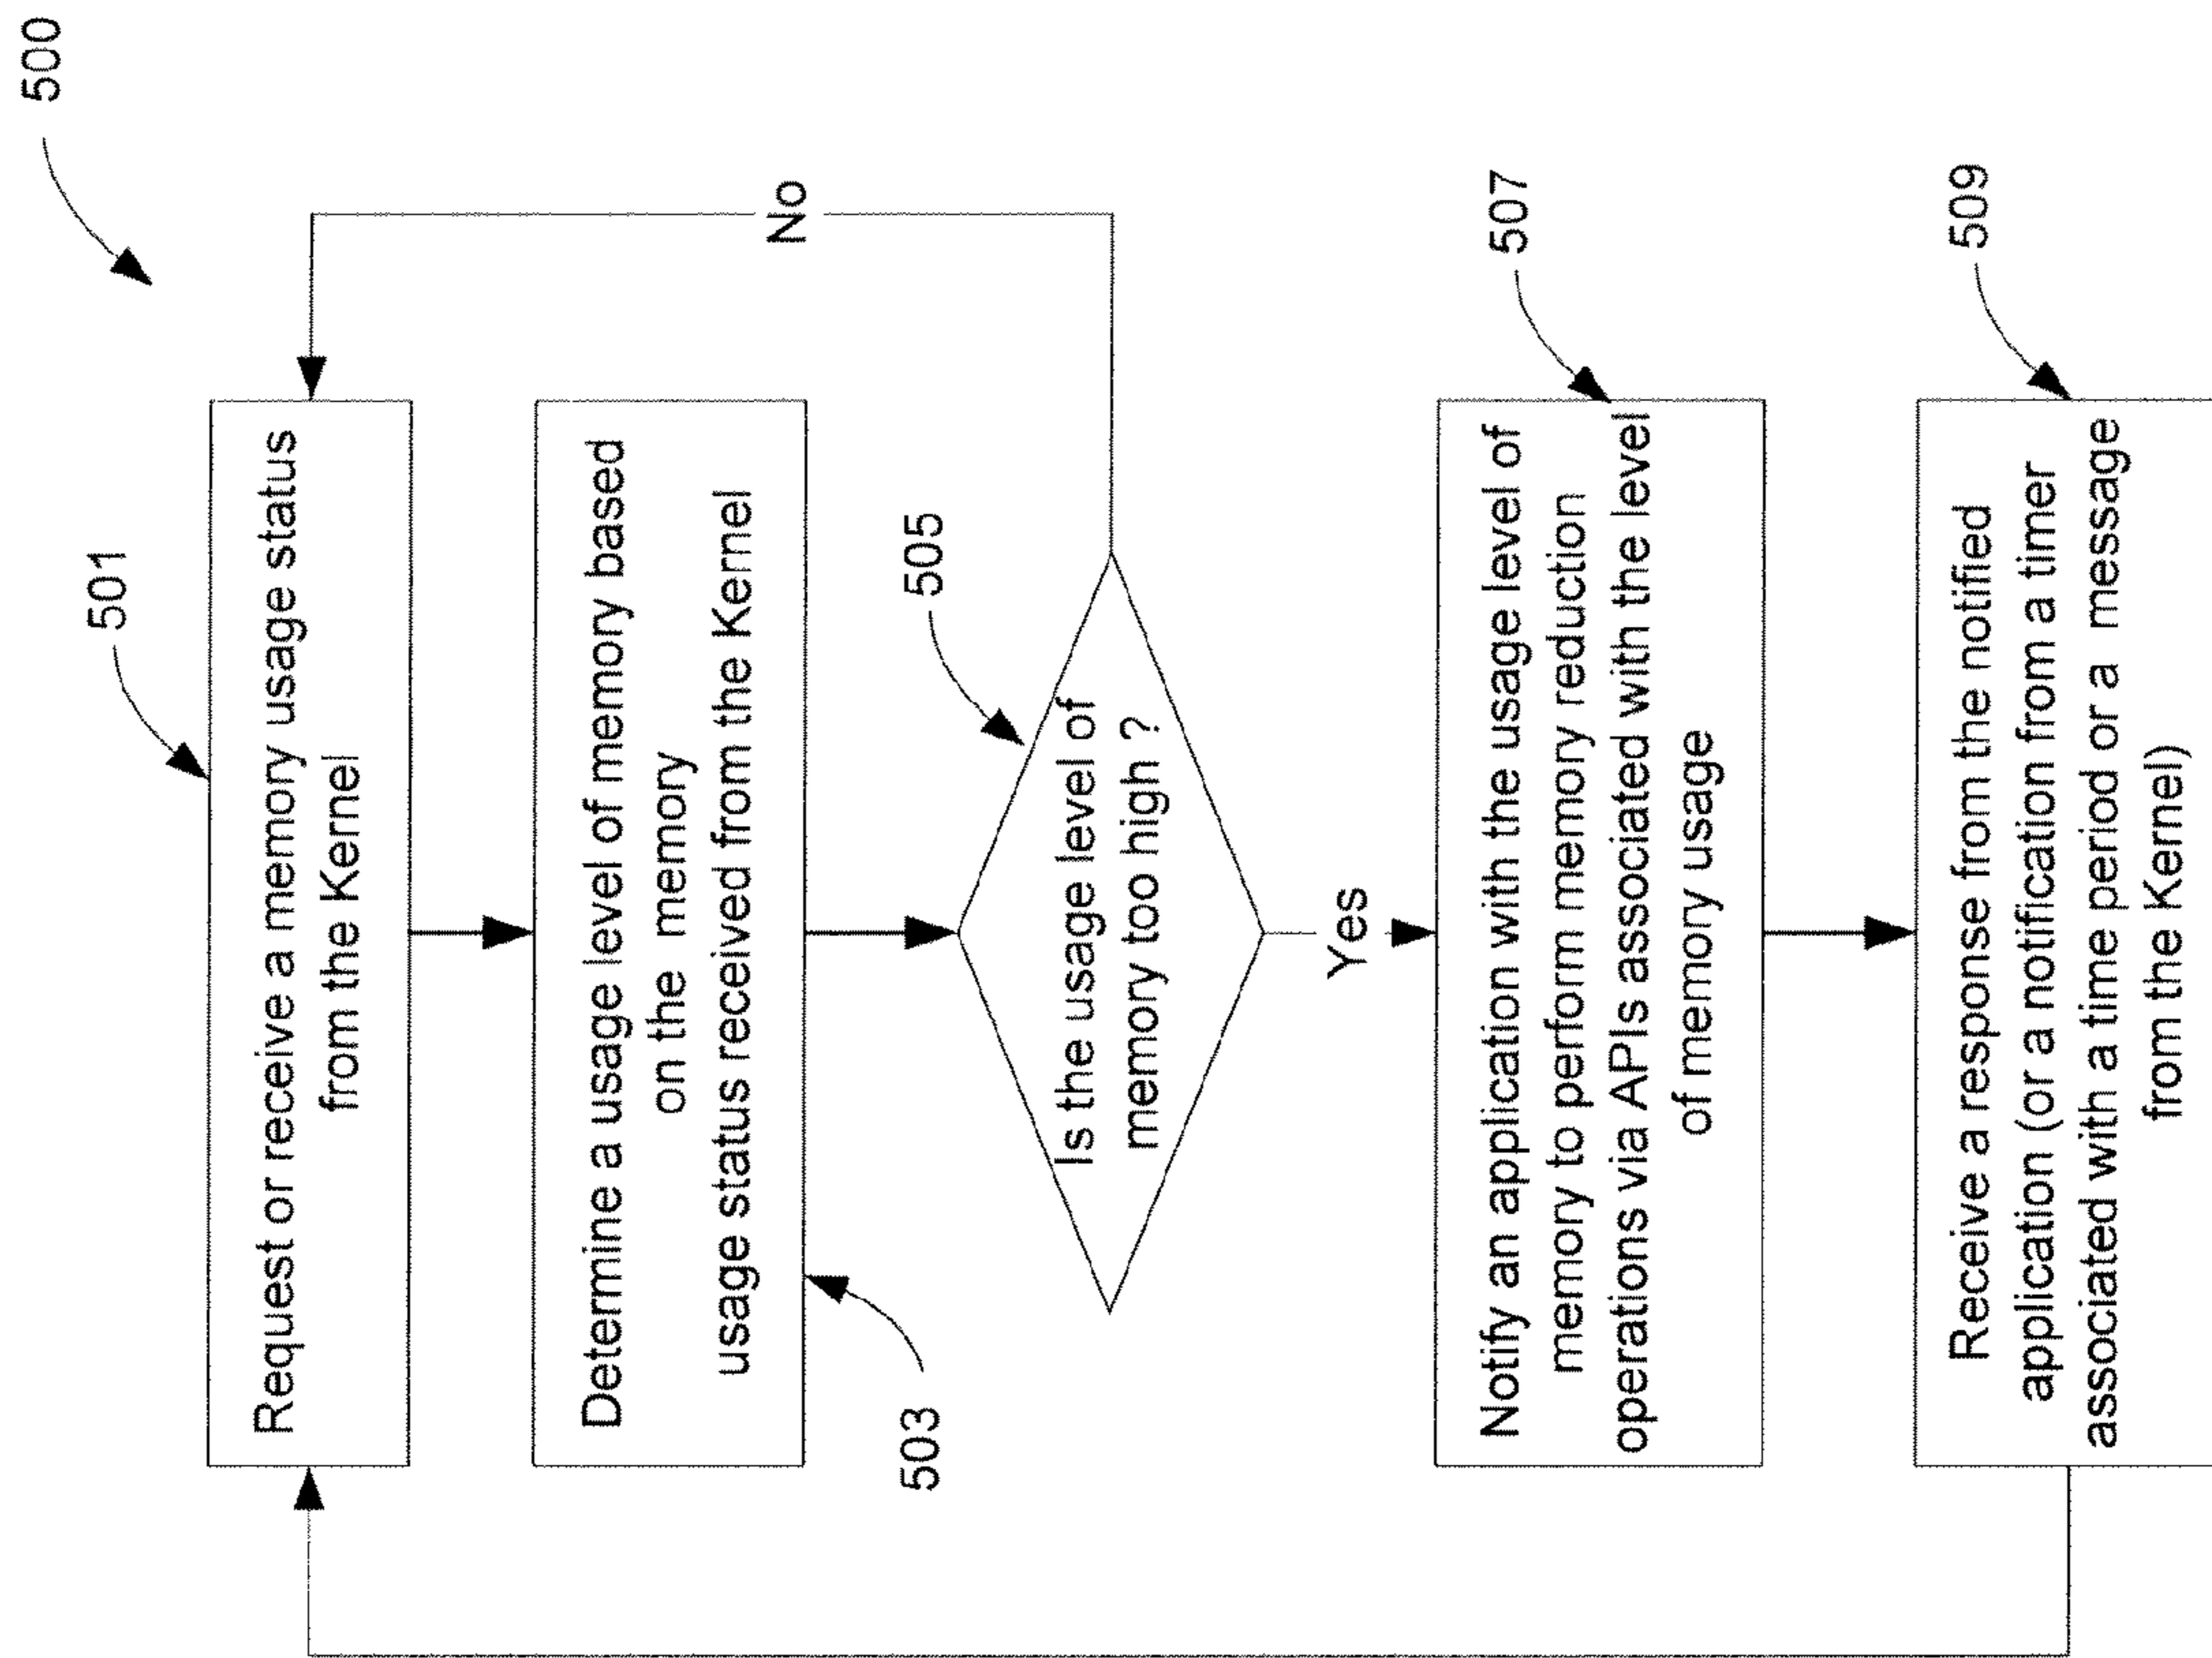 500
501
Request or receive a memory usage status
from the Kernel
Determine a usage level of memory based
on the memory
usage status received from the Kernel
503
505
Is the usage level of
memory too high ?
No
Yes
507
Notify an application with the usage level of
memory to perform memory reduction
operations via APIs associated with the level
of memory usage
509
Receive a response from the notified
application (or a notification from a timer
associated with a time period or a message
from the Kernel)